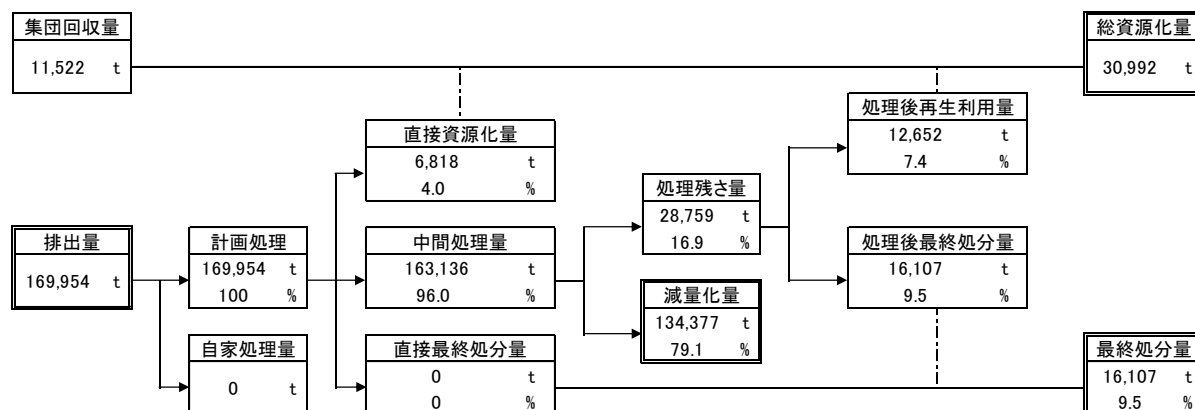 集団回収量
11,522 t
総資源化量
30,992 t
直接資源化量
6,818 t
4.0 %
処理後再生利用量
12,652 t
7.4 %
処理残さ量
28,759 t
16.9 %
排出量
169,954 t
計画処理
169,954 t
100 %
中間処理量
163,136 t
96.0 %
処理後最終処分量
16,107 t
9.5 %
減量化量
134,377 t
79.1 %
自家処理量
0 t
直接最終処分量
0 t
0 %
最終処分量
16,107 t
9.5 %